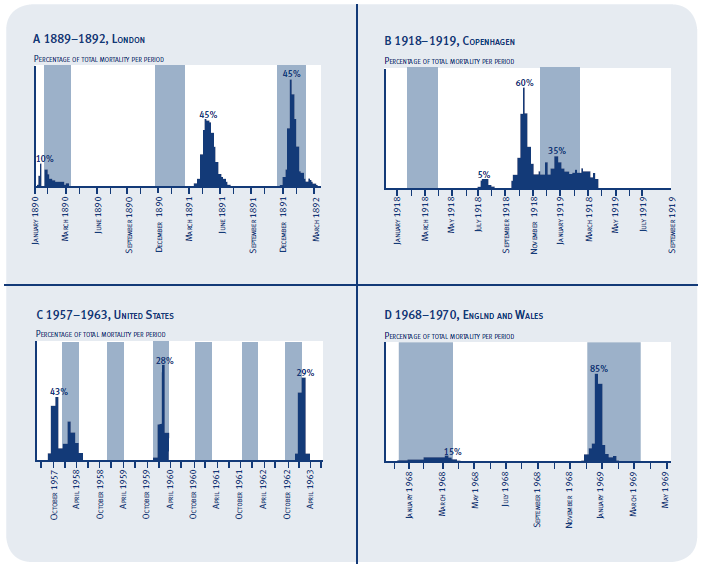 A 1889–1892, London
Percentage of total mortality per period
10%
45%
45%
January 1890
March 1890
June 1890
September 1890
December 1890
March 1891
June 1891
September 1891
December 1891
March 1892
B 1918–1919, Copenhagen
Percentage of total mortality per period
5%
60%
35%
January 1918
March 1918
May 1918
July 1918
September 1918
November 1918
January 1919
March 1918
May 1919
July 1919
September 1919
C 1957–1963, United States
Percentage of total mortality per period
43%
28%
29%
October 1957
April 1958
October 1958
April 1959
October 1959
April 1960
October 1960
April 1961
October 1961
April 1962
October 1962
April 1963
D 1968–1970, Englnd and Wales
Percentage of total mortality per period
15%
85%
January 1968
March 1968
May 1968
July 1968
September 1968
November 1968
January 1969
March 1969
May 1969